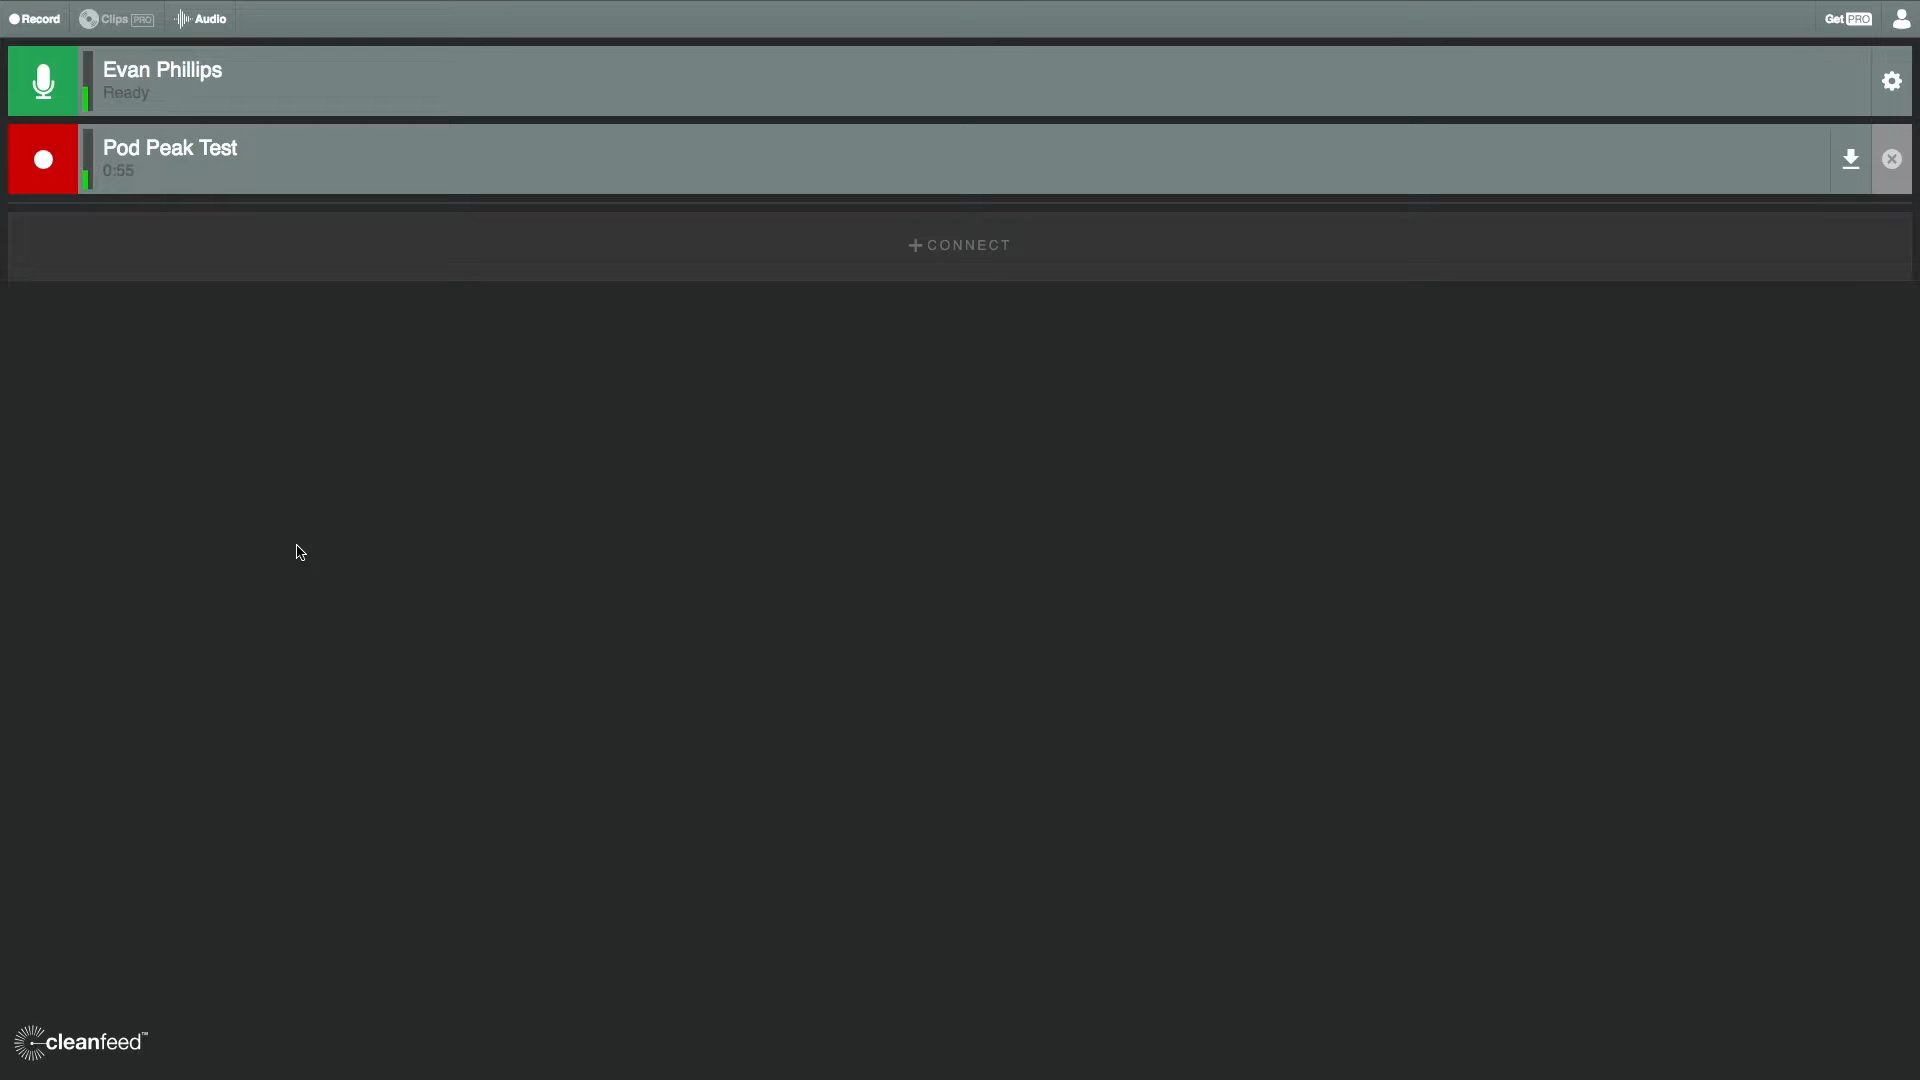 Record
Clips PRO
Audio
Get PRO
Evan Phillips
Ready
Pod Peak Test
0:55
+CONNECT
cleanfeed™